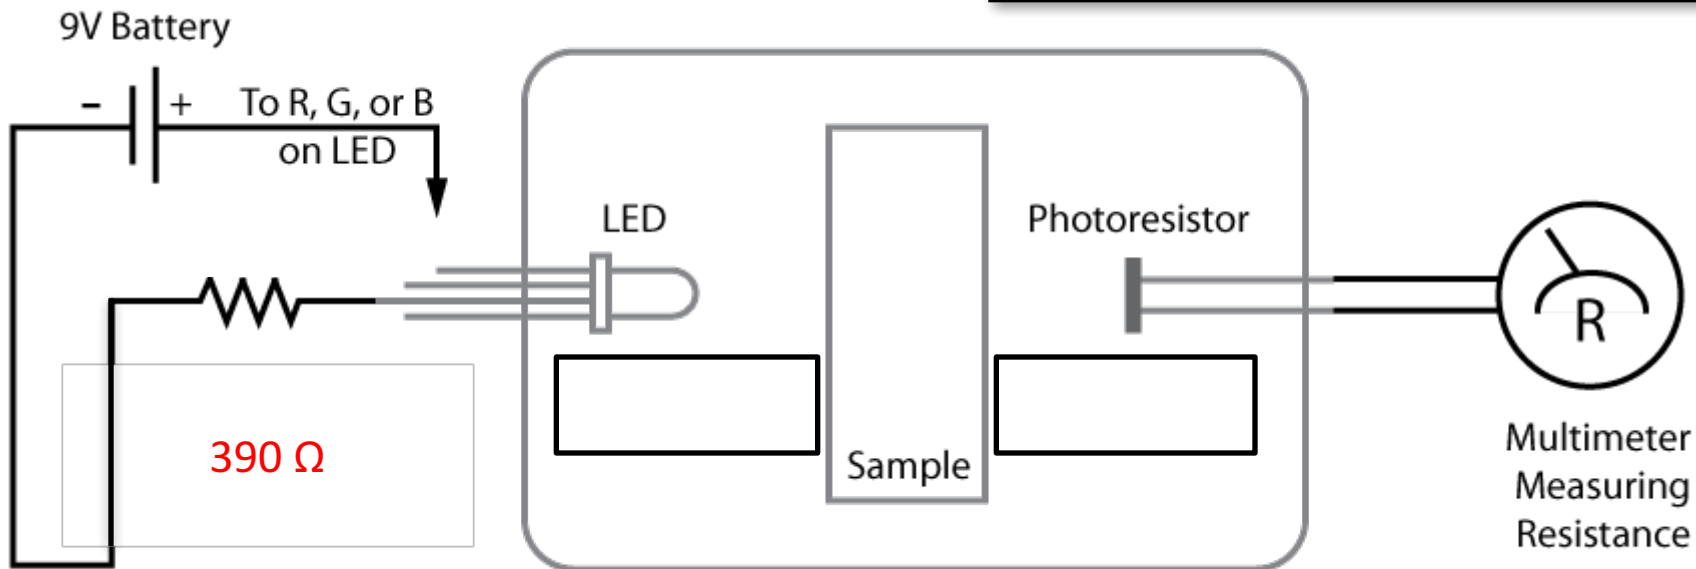 9V Battery
- +
To R, G, or B
on LED
LED
Photoresistor
R
390 Ω
Sample
Multimeter
Measuring
Resistance